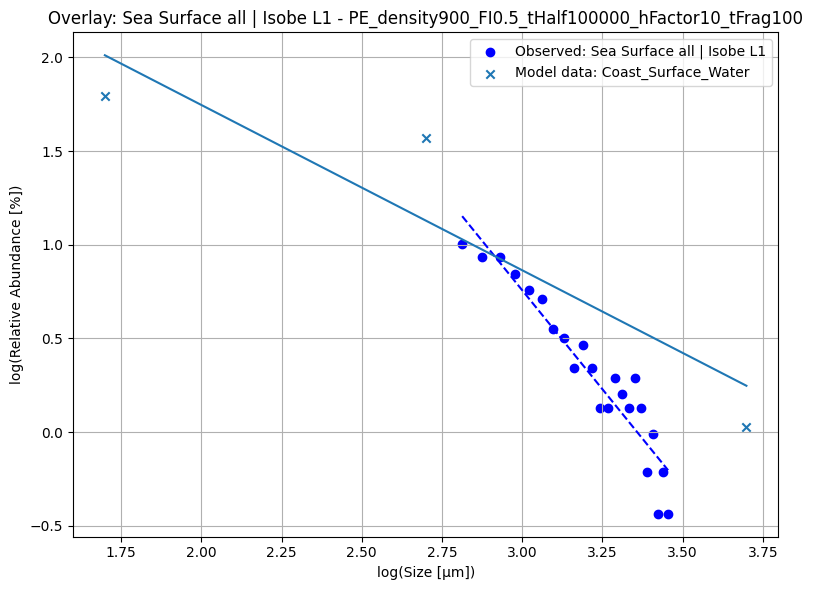 Overlay: Sea Surface all | Isobe L1 - PE_density900_FI0.5_tHalf100000_hFactor10_tFrag100
Observed: Sea Surface all | Isobe L1
Model data: Coast_Surface_Water
log(Relative Abundance [%])
2.0
1.5
1.0
0.5
0.0
−0.5
1.75 2.00 2.25 2.50 2.75 3.00 3.25 3.50 3.75
log(Size [µm])